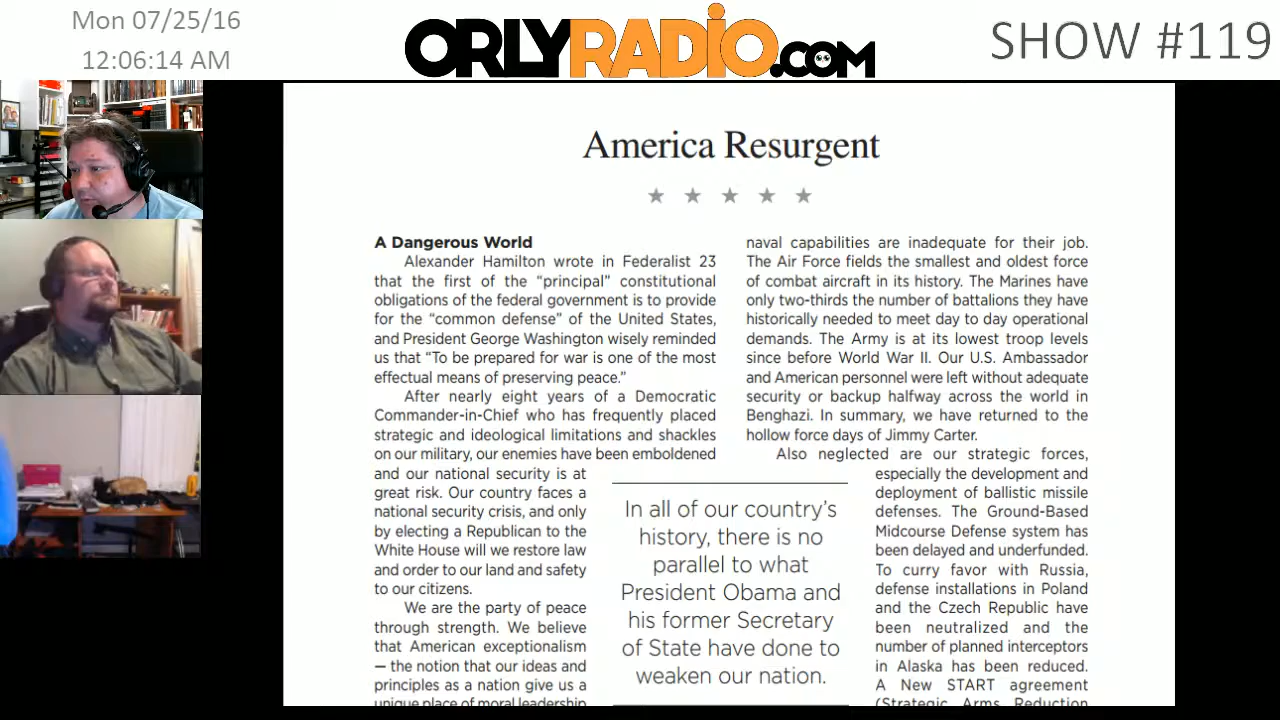 Mon 07/25/16
12:06:14 AM
ORLYRADIO.COM
SHOW #119
America Resurgent
A Dangerous World
Alexander Hamilton wrote in Federalist 23
that the first of the “principal” constitutional
obligations of the federal government is to provide
for the “common defense” of the United States,
and President George Washington wisely reminded
us that “To be prepared for war is one of the most
effectual means of preserving peace.”
After nearly eight years of a Democratic
Commander-in-Chief who has frequently placed
strategic and ideological limitations and shackles
on our military, our enemies have been emboldened
and our national security is at
great risk. Our country faces a
national security crisis, and only
by electing a Republican to the
White House will we restore law
and order to our land and safety
to our citizens.
We are the party of peace
through strength. We believe
that American exceptionalism
— the notion that our ideas and
principles as a nation give us a
unique place of moral leadership
In all of our country’s
history, there is no
parallel to what
President Obama and
his former Secretary
of State have done to
weaken our nation.
naval capabilities are inadequate for their job.
The Air Force fields the smallest and oldest force
of combat aircraft in its history. The Marines have
only two-thirds the number of battalions they have
historically needed to meet day to day operational
demands. The Army is at its lowest troop levels
since before World War II. Our U.S. Ambassador
and American personnel were left without adequate
security or backup halfway across the world in
Benghazi. In summary, we have returned to the
hollow force days of Jimmy Carter.
Also neglected are our strategic forces,
especially the development and
deployment of ballistic missile
defenses. The Ground-Based
Midcourse Defense system has
been delayed and underfunded.
To curry favor with Russia,
defense installations in Poland
and the Czech Republic have
been neutralized and the
number of planned interceptors
in Alaska has been reduced.
A New START agreement
(Strategic Arms Reduction